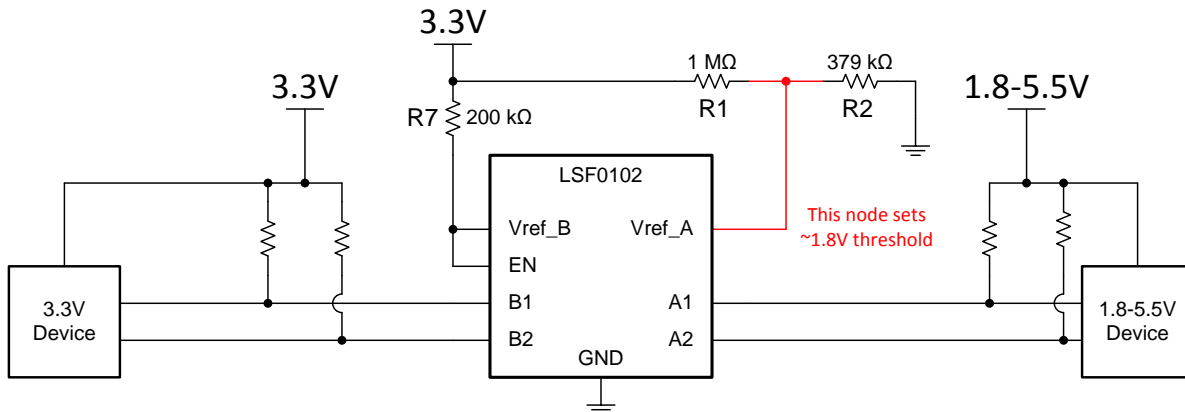 3.3V
3.3V
1 MΩ
379 kΩ
1.8-5.5V
R1
R2
R7
200 kΩ
LSF0102
Vref_B
Vref_A
This node sets
~1.8V threshold
EN
B1
A1
B2
A2
GND
3.3V
Device
1.8-5.5V
Device